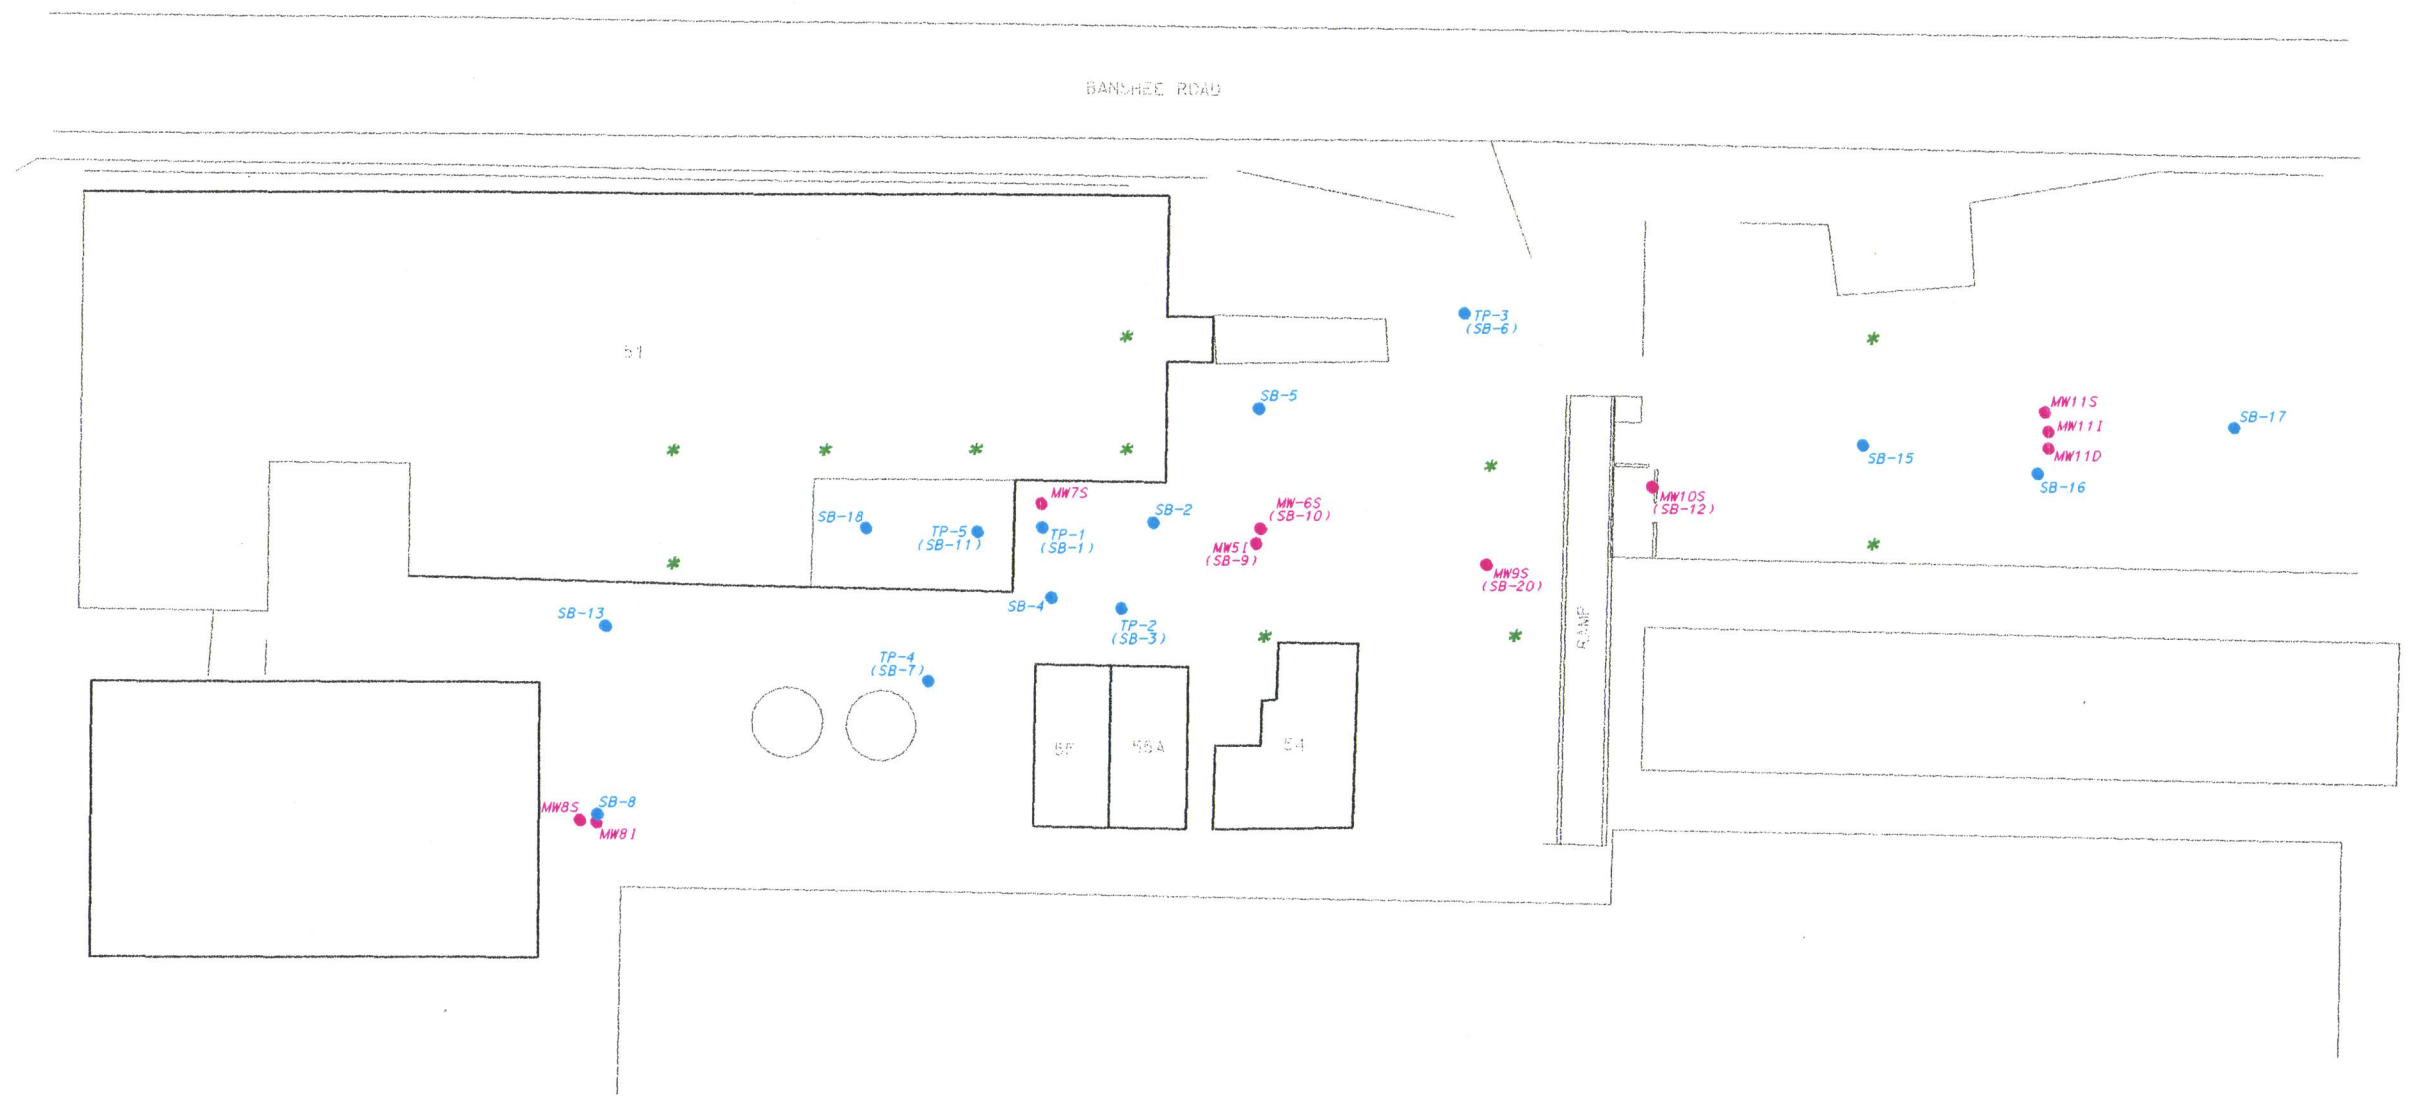 BANSHEE ROAD
TP-3
(SB-6)
51
SB-5
MW11S
MW11I
MW11D
SB-17
SB-15
SB-16
MW7S
SB-18
TP-5
(SB-11)
TP-1
(SB-1)
SB-2
MW-6S
(SB-10)
MW5I
(SB-9)
MW10S
(SB-12)
MW9S
(SB-20)
SB-13
SB-4
TP-2
(SB-3)
RAMP
TP-4
(SB-7)
55A
54
MW8S
SB-8
MW8I